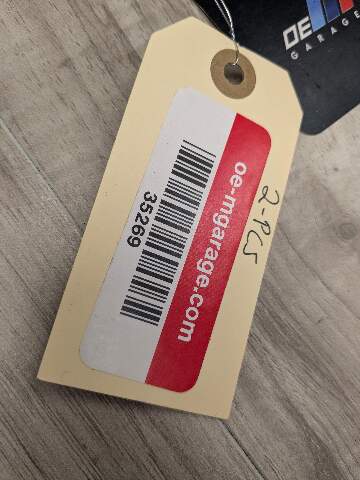 OE
GARAGE
2-PCS
oe-mgarage.com
35269